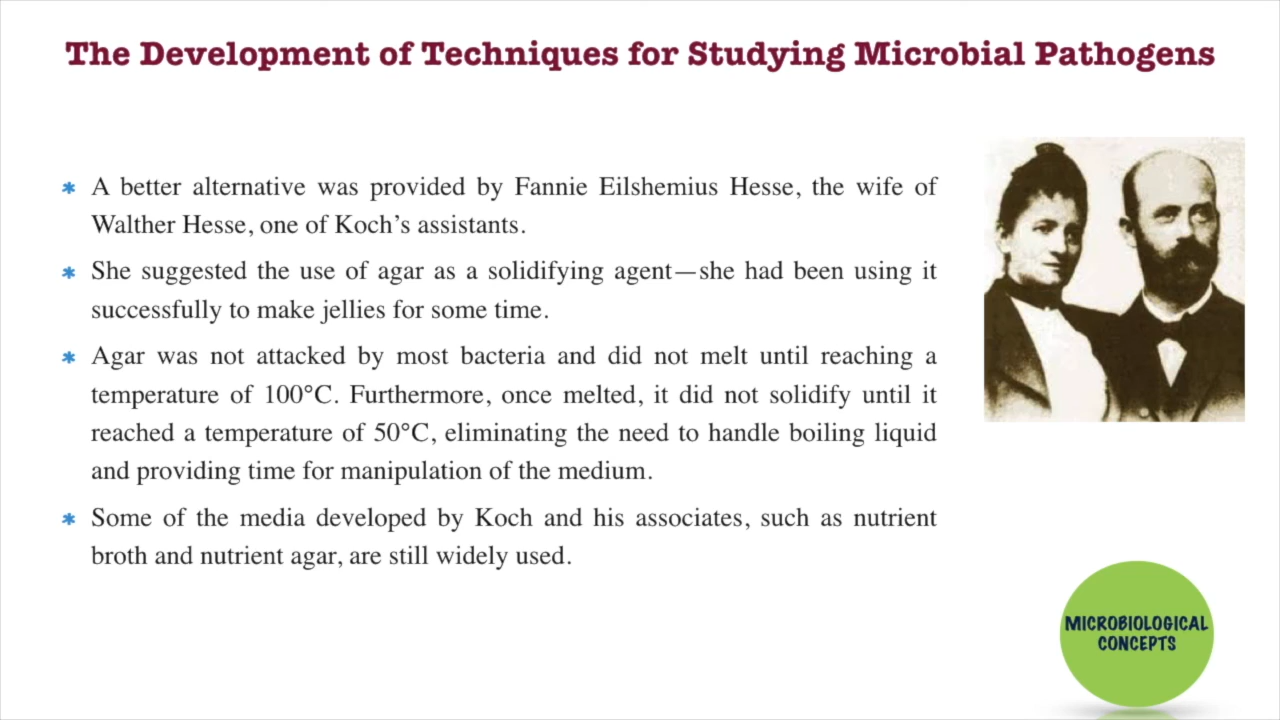 The Development of Techniques for Studying Microbial Pathogens
* A better alternative was provided by Fannie Eilshemius Hesse, the wife of
Walther Hesse, one of Koch’s assistants.
* She suggested the use of agar as a solidifying agent—she had been using it
successfully to make jellies for some time.
* Agar was not attacked by most bacteria and did not melt until reaching a
temperature of 100°C. Furthermore, once melted, it did not solidify until it
reached a temperature of 50°C, eliminating the need to handle boiling liquid
and providing time for manipulation of the medium.
* Some of the media developed by Koch and his associates, such as nutrient
broth and nutrient agar, are still widely used.
MICROBIOLOGICAL
CONCEPTS